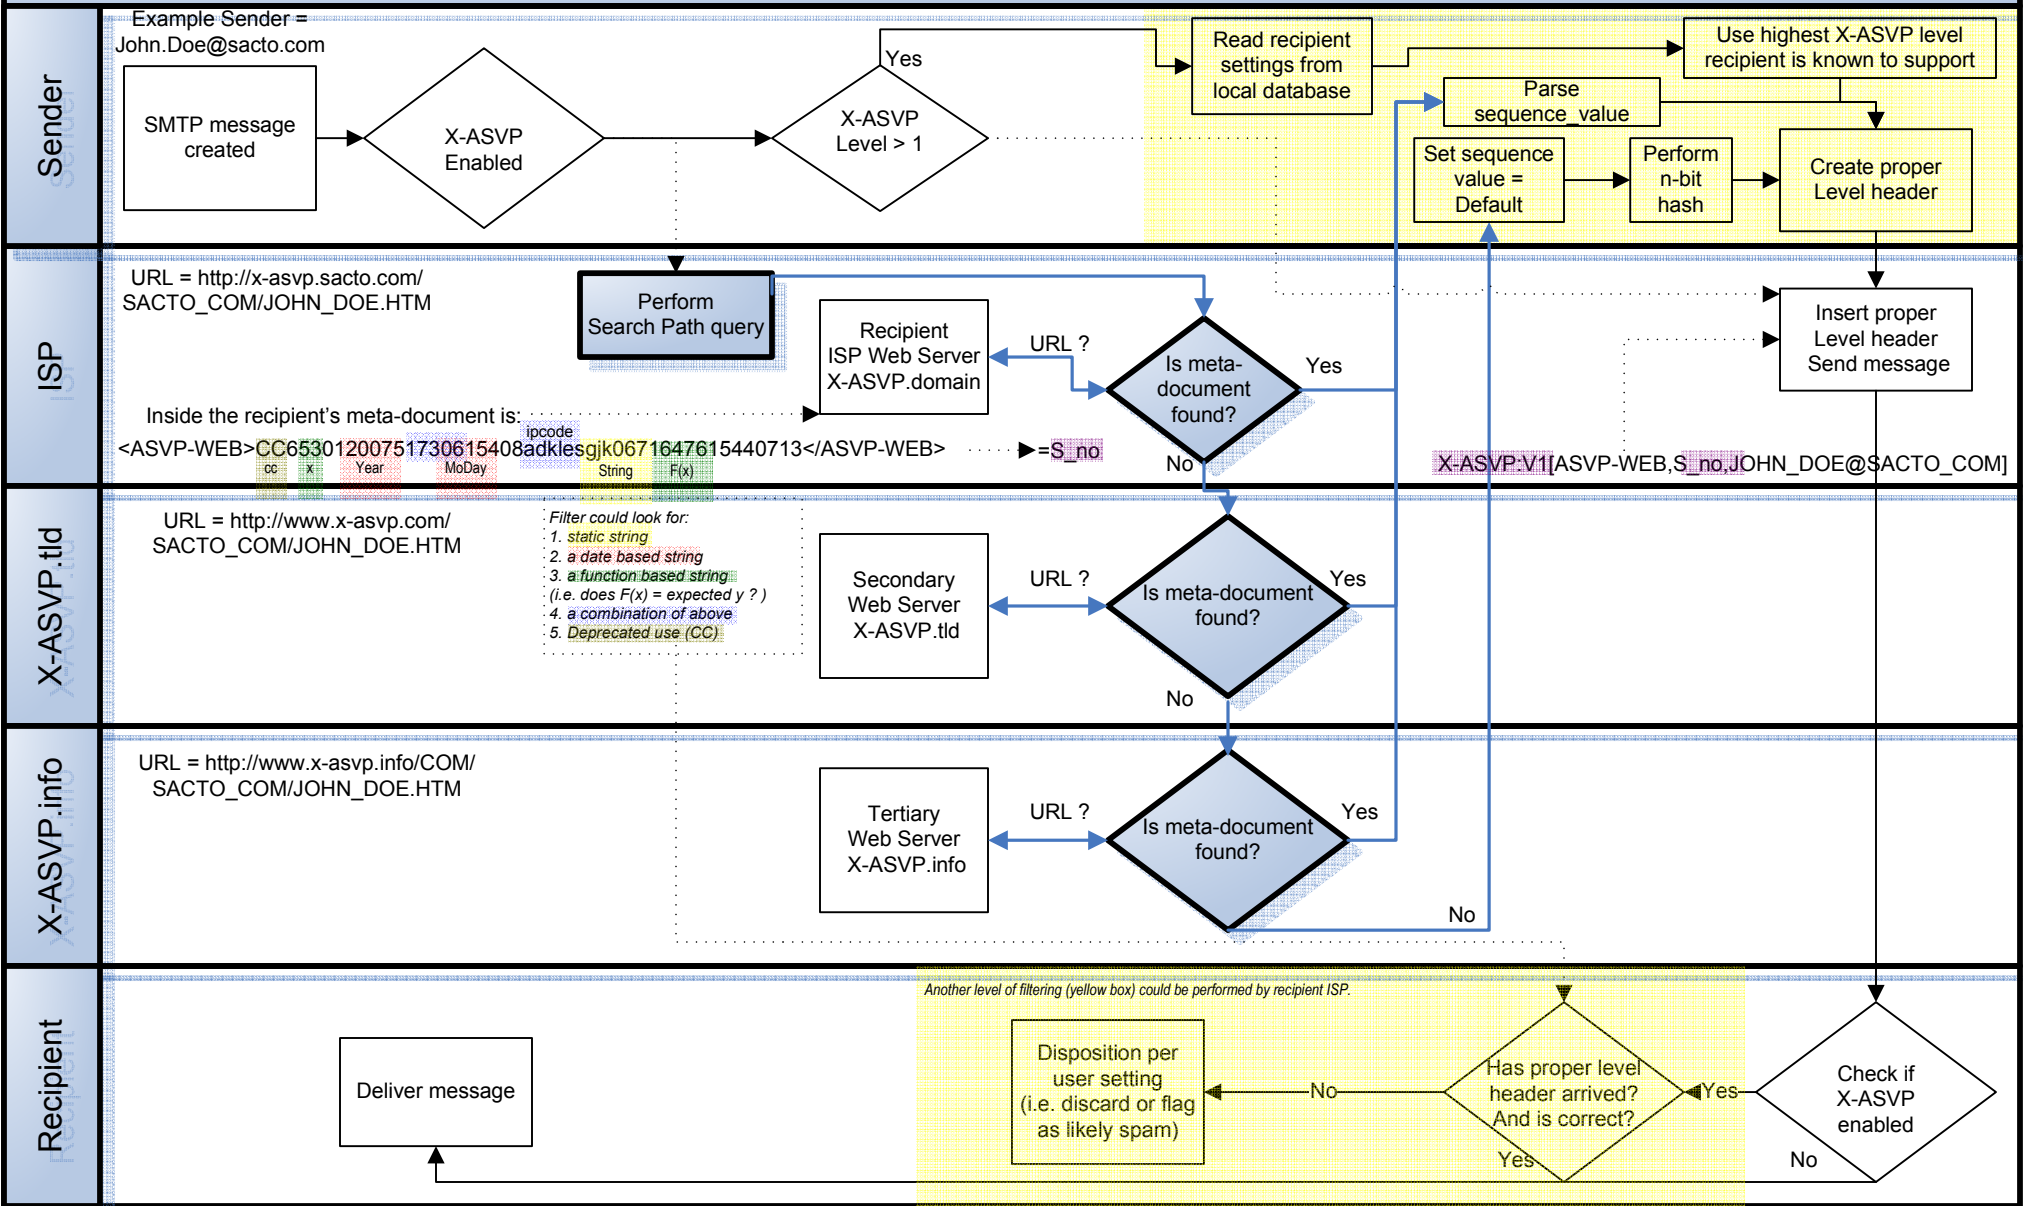 Sender
Example Sender =
John.Doe@sacto.com
SMTP message
created
X-ASVP
Enabled
Yes
X-ASVP
Level > 1
Read recipient
settings from
local database
Use highest X-ASVP level
recipient is known to support
Parse
sequence_value
Set sequence
value =
Default
Perform
n-bit
hash
Create proper
Level header
ISP
URL = http://x-asvp.sacto.com/
SACTO_COM/JOHN_DOE.HTM
Perform
Search Path query
Recipient
ISP Web Server
X-ASVP.domain
URL ?
Is meta-
document
found?
Yes
No
Insert proper
Level header
Send message
Inside the recipient's meta-document is:
ipcode
<ASVP-WEB>CC65301200751730615408adklesgjk0671647615440713</ASVP-WEB>
=S_no
cc
x
Year
MoDay
String
F(x)
X-ASVP:V1[ASVP-WEB,S_no,JOHN_DOE@SACTO_COM]
X-ASVP.tld
URL = http://www.x-asvp.com/
SACTO_COM/JOHN_DOE.HTM
Filter could look for:
1. static string
2. a date based string
3. a function based string
(i.e. does F(x) = expected y ? )
4. a combination of above
5. Deprecated use (CC)
Secondary
Web Server
X-ASVP.tld
URL ?
Is meta-document
found?
Yes
No
X-ASVP.info
URL = http://www.x-asvp.info/COM/
SACTO_COM/JOHN_DOE.HTM
Tertiary
Web Server
X-ASVP.info
URL ?
Is meta-document
found?
Yes
No
Recipient
Another level of filtering (yellow box) could be performed by recipient ISP.
Deliver message
Disposition per
user setting
(i.e. discard or flag
as likely spam)
No
Has proper level
header arrived?
And is correct?
Yes
Yes
Check if
X-ASVP
enabled
No